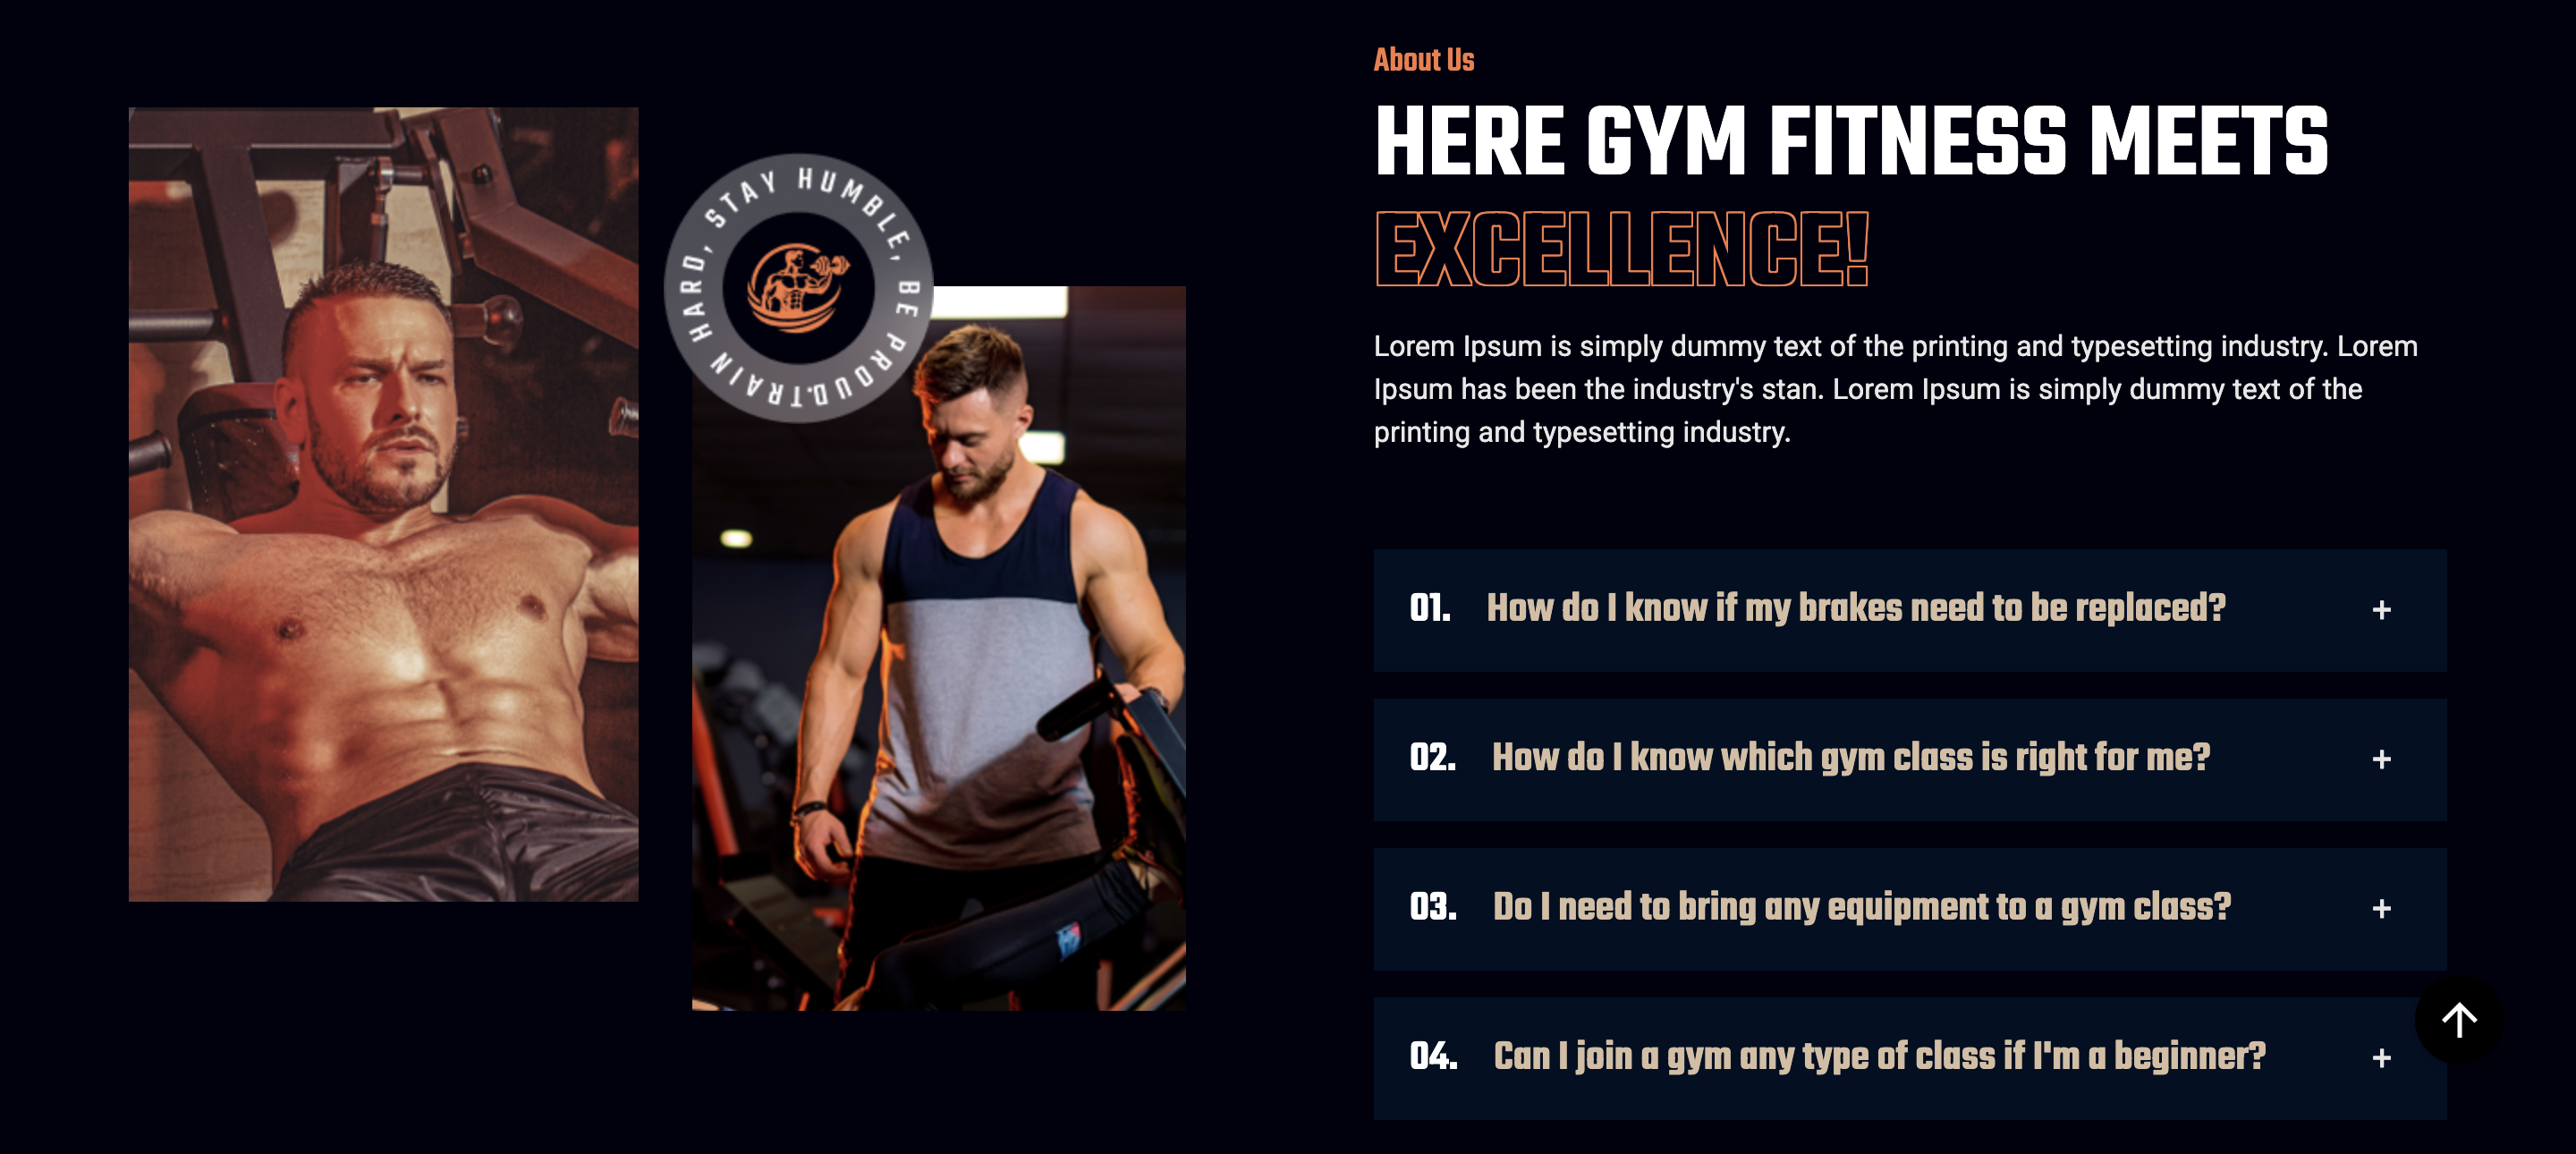 TRAIN HARD, STAY HUMBLE, BE PROUD.
About Us
HERE GYM FITNESS MEETS
EXCELLENCE!
Lorem Ipsum is simply dummy text of the printing and typesetting industry. Lorem
Ipsum has been the industry's stan. Lorem Ipsum is simply dummy text of the
printing and typesetting industry.
01. How do I know if my brakes need to be replaced? +
02. How do I know which gym class is right for me? +
03. Do I need to bring any equipment to a gym class? +
04. Can I join a gym any type of class if I'm a beginner? +